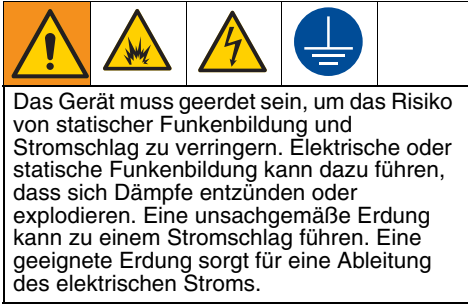 Das Gerät muss geerdet sein, um das Risiko
von statischer Funkenbildung und
Stromschlag zu verringern. Elektrische oder
statische Funkenbildung kann dazu führen,
dass sich Dämpfe entzünden oder
explodieren. Eine unsachgemäße Erdung
kann zu einem Stromschlag führen. Eine
geeignete Erdung sorgt für eine Ableitung
des elektrischen Stroms.